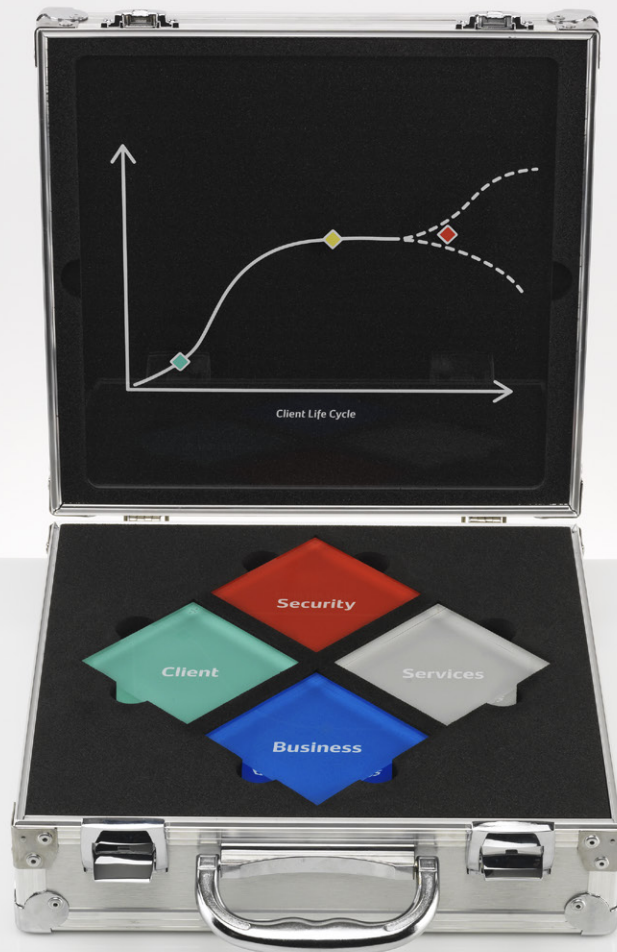 Client Life Cycle
Security
Client
Services
Business